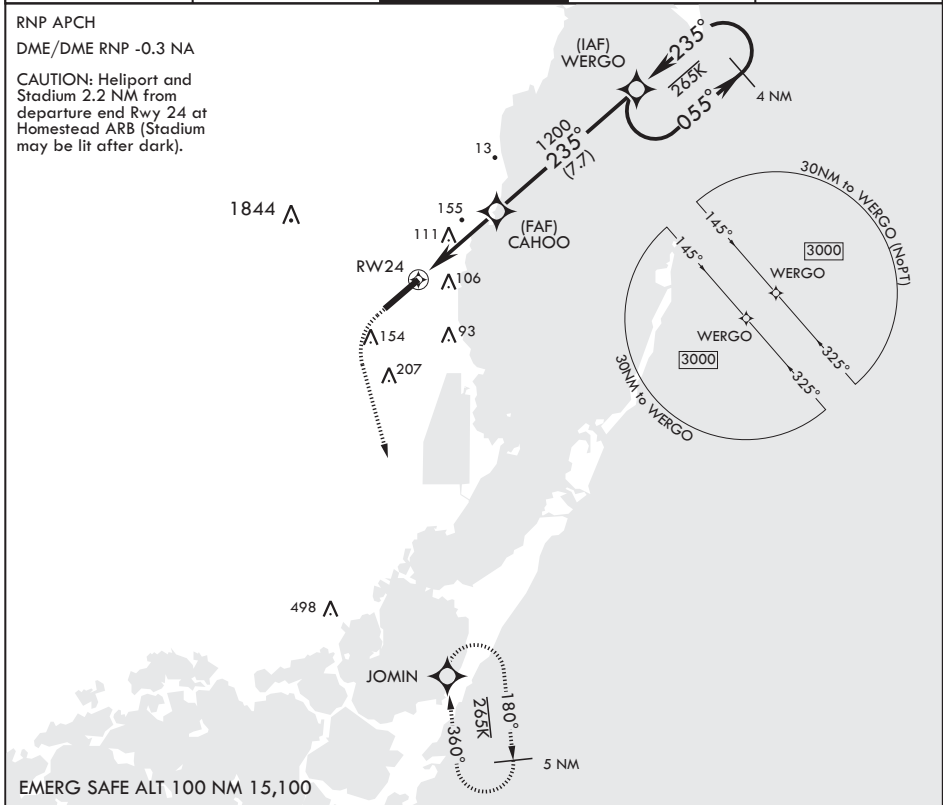 RNP APCH
DME/DME RNP -0.3 NA
CAUTION: Heliport and
Stadium 2.2 NM from
departure end Rwy 24 at
Homestead ARB (Stadium
may be lit after dark).
(IAF)
WERGO
235°
265K
055°
4 NM
1200
235°
(7.7)
13
1844
155
111
(FAF)
CAHOO
RW24
106
154
93
207
30NM to WERGO (NoPT)
145°
3000
WERGO
325°
145°
WERGO
3000
325°
30NM to WERGO
498
JOMIN
265K
180°
360°
5 NM
EMERG SAFE ALT 100 NM 15,100